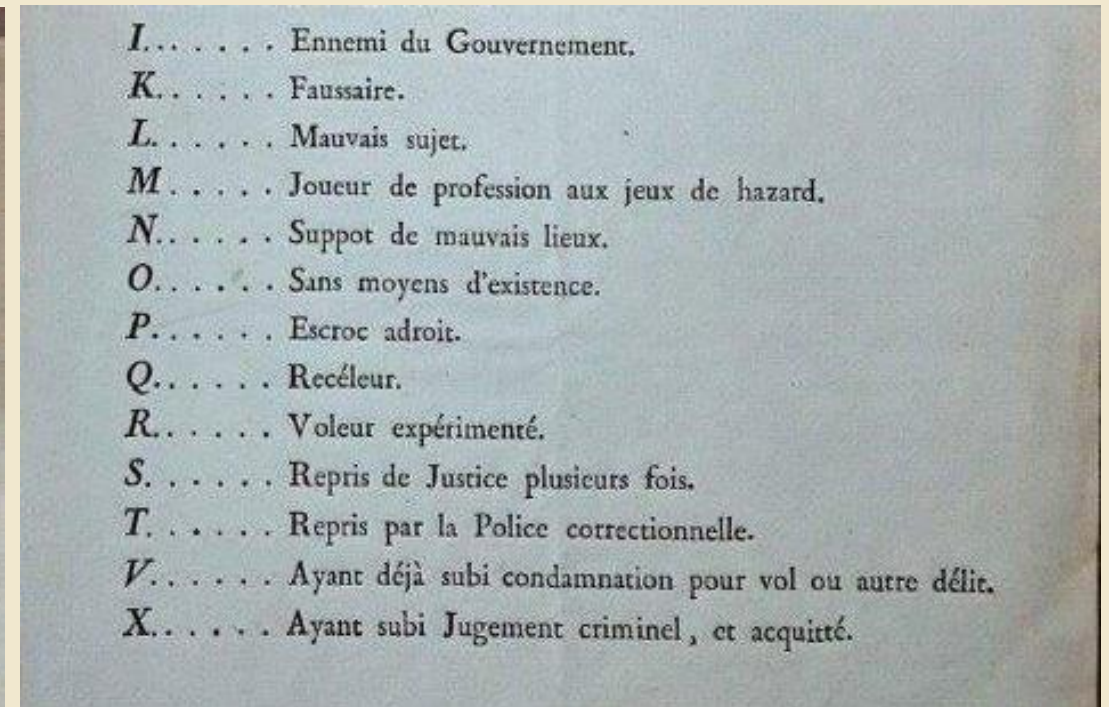 I. . . . . . . Ennemi du Gouvernement.
K. . . . . . Faussaire.
L. . . . . . Mauvais sujet.
M . . . . . Joueur de profession aux jeux de hazard.
N. . . . . . Suppot de mauvais lieux.
O. . . . . . Sans moyens d'existence.
P. . . . . . Escroc adroit.
Q. . . . . . Recéleur.
R. . . . . . Voleur expérimenté.
S. . . . . . Repris de Justice plusieurs fois.
T. . . . . . Repris par la Police correctionnelle.
V. . . . . . Ayant déjà subi condamnation pour vol ou autre délit.
X. . . . . . Ayant subi Jugement criminel, et acquitté.